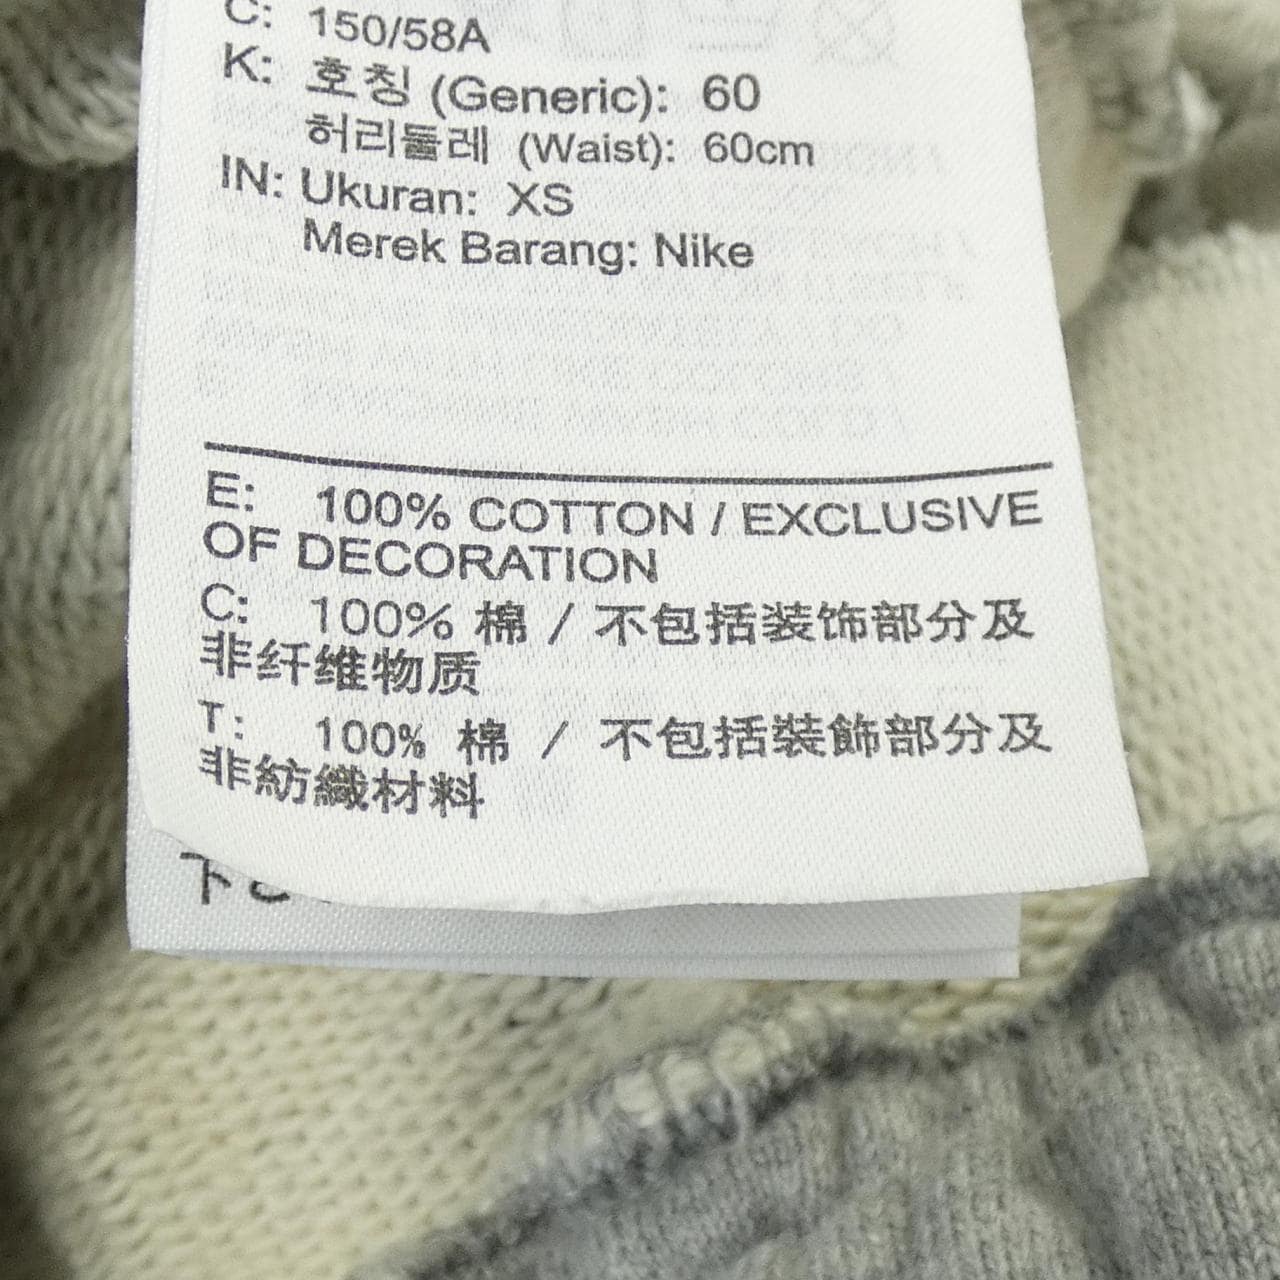 C: 150/58A
K: 호칭 (Generic): 60
허리둘레 (Waist): 60cm
IN: Ukuran: XS
Merek Barang: Nike
E: 100% COTTON / EXCLUSIVE
OF DECORATION
C: 100% 棉 / 不包括装饰部分及
非纤维物质
T: 100% 棉 / 不包括裝飾部分及
非紡織材料
下